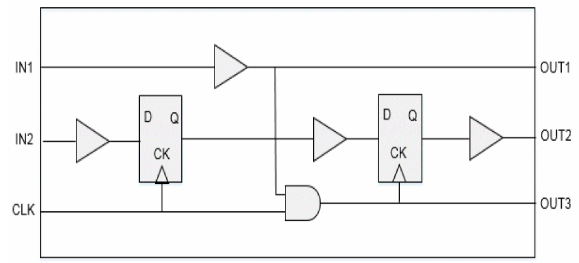 IN1
OUT1
D Q
D Q
IN2
OUT2
CK
CK
CLK
OUT3